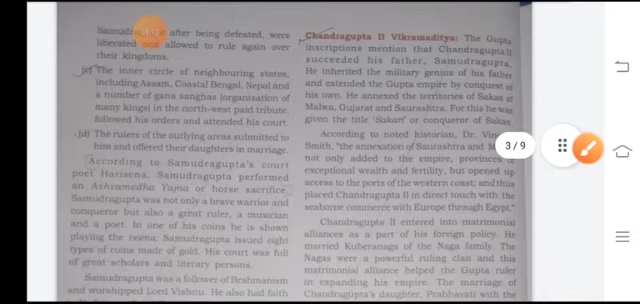 Samudra after being defeated, were
liberated and allowed to rule again over
their kingdoms.
(c) The inner circle of neighbouring states,
including Assam, Coastal Bengal, Nepal and
a number of gana sanghas (organisation of
many kings) in the north-west paid tribute,
followed his orders and attended his court.
(d) The rulers of the outlying areas submitted to
him and offered their daughters in marriage.
According to Samudragupta's court
poet Harisena, Samudragupta performed
an Ashvamedha Yajna or horse sacrifice.
Samudragupta was not only a brave warrior and
conqueror but also a great ruler, a musician
and a poet. In one of his coins he is shown
playing the veena. Samudragupta issued eight
types of coins made of gold. His court was full
of great scholars and literary persons.
Samudragupta was a follower of Brahmanism
and worshipped Lord Vishnu. He also had faith
Chandragupta II Vikramaditya: The Gupta
inscriptions mention that Chandragupta II
succeeded his father, Samudragupta.
He inherited the military genius of his father
and extended the Gupta empire by conquest of
his own. He annexed the territories of Sakas of
Malwa, Gujarat and Saurashtra. For this he was
given the title 'Sakari' or conqueror of Sakas.
According to noted historian, Dr. Vin
Smith, "the annexation of Saurashtra and M
not only added to the empire, provinces of
exceptional wealth and fertility, but opened up
access to the ports of the western coast; and thus
placed Chandragupta II in direct touch with the
seaborne commerce with Europe through Egypt."
Chandragupta II entered into matrimonial
alliances as a part of his foreign policy. He
married Kuberanaga of the Naga family. The
Nagas were a powerful ruling clan and this
matrimonial alliance helped the Gupta ruler
in expanding his empire. The marriage of
Chandragupta's daughter, Prabhavati with the
3/9